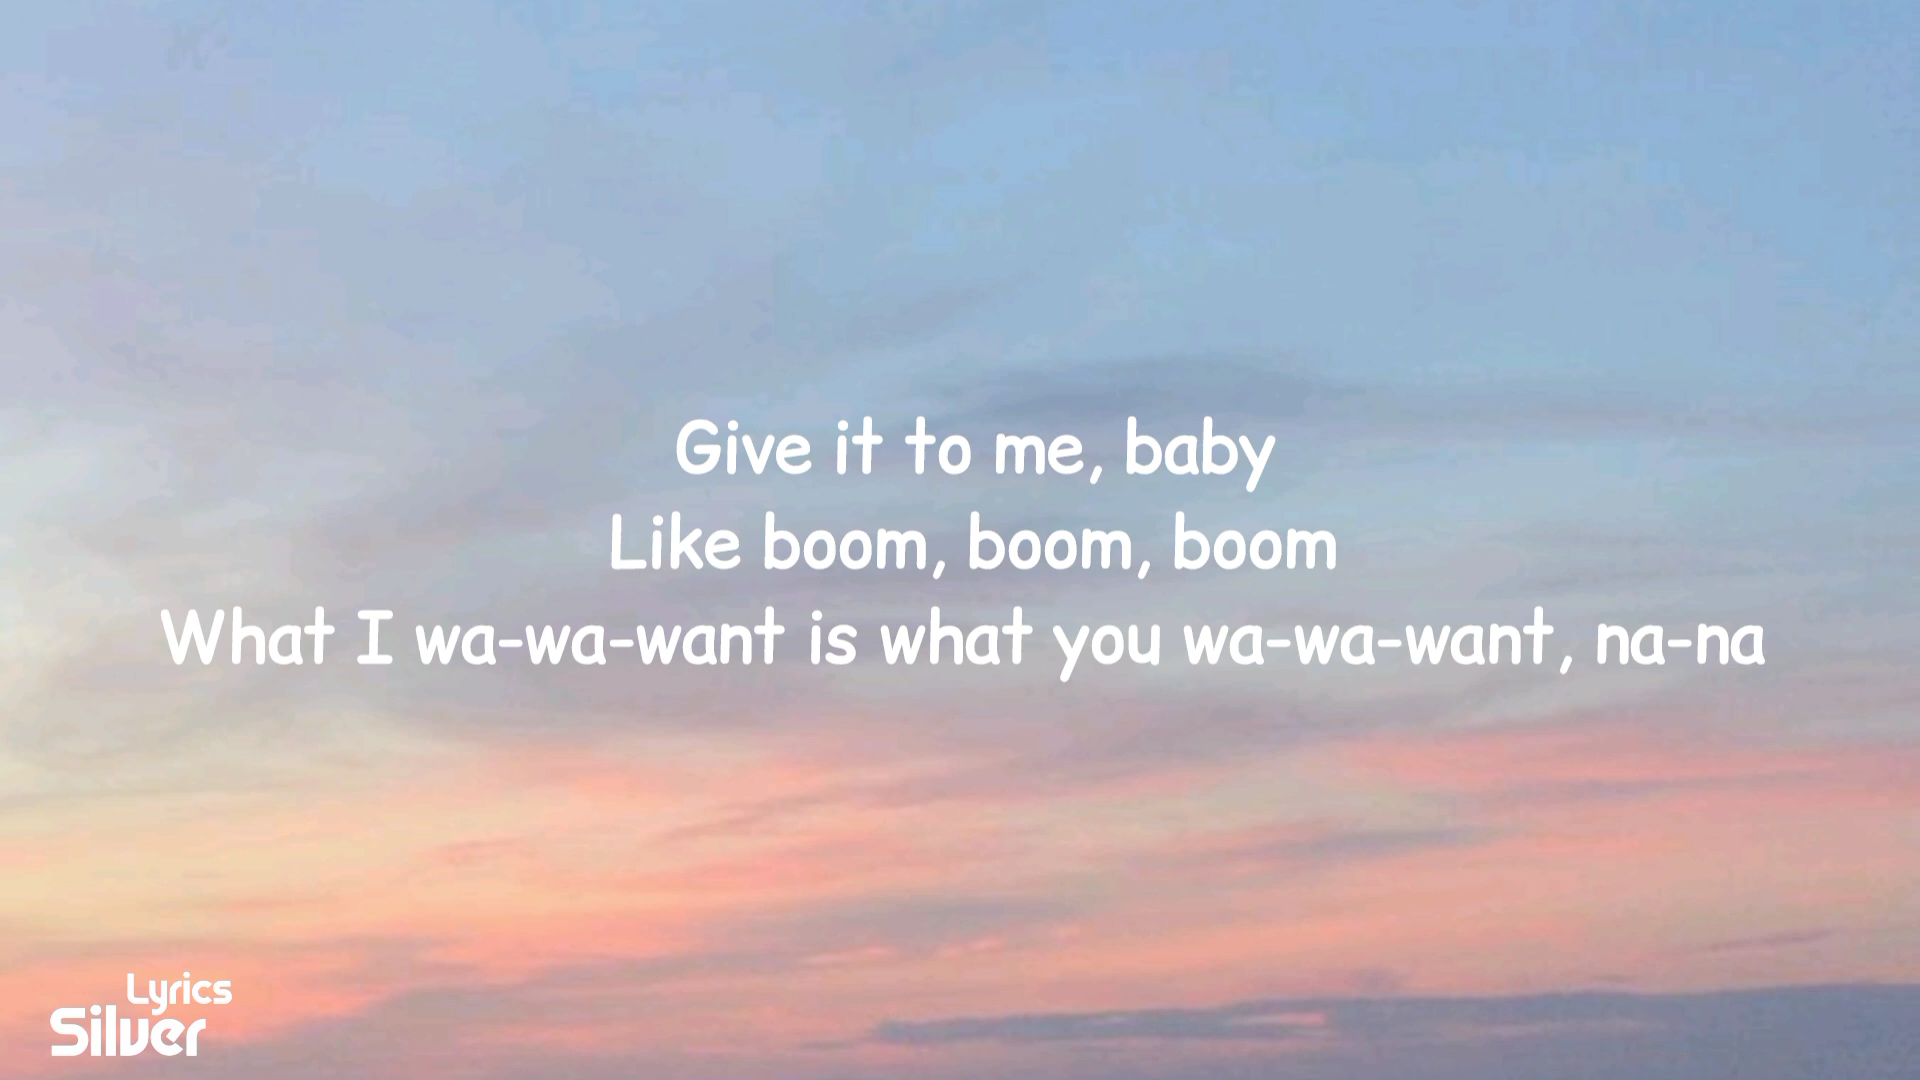 Give it to me, baby
Like boom, boom, boom
What I wa-wa-want is what you wa-wa-want, na-na
Lyrics
Silver